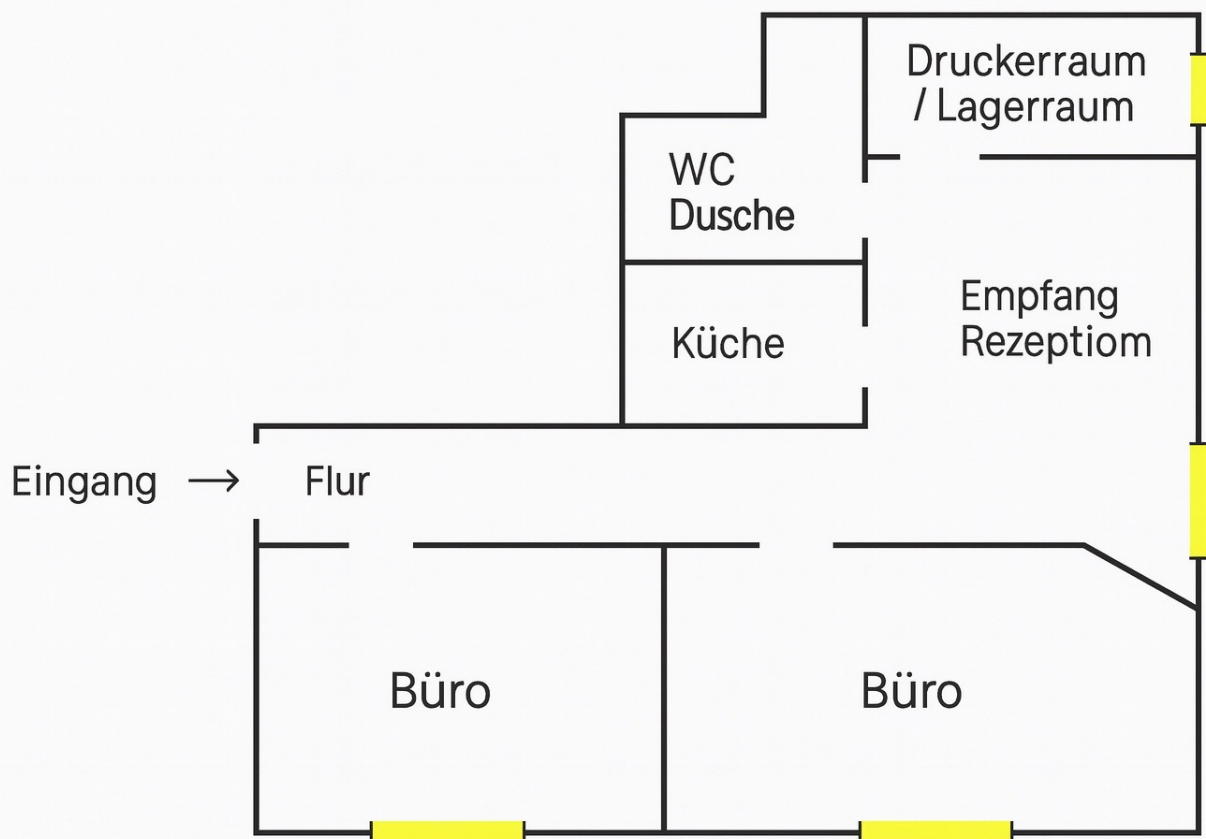 Druckerraum
/ Lagerraum
WC
Dusche
Empfang
Rezeptiom
Küche
Eingang → Flur
Büro
Büro